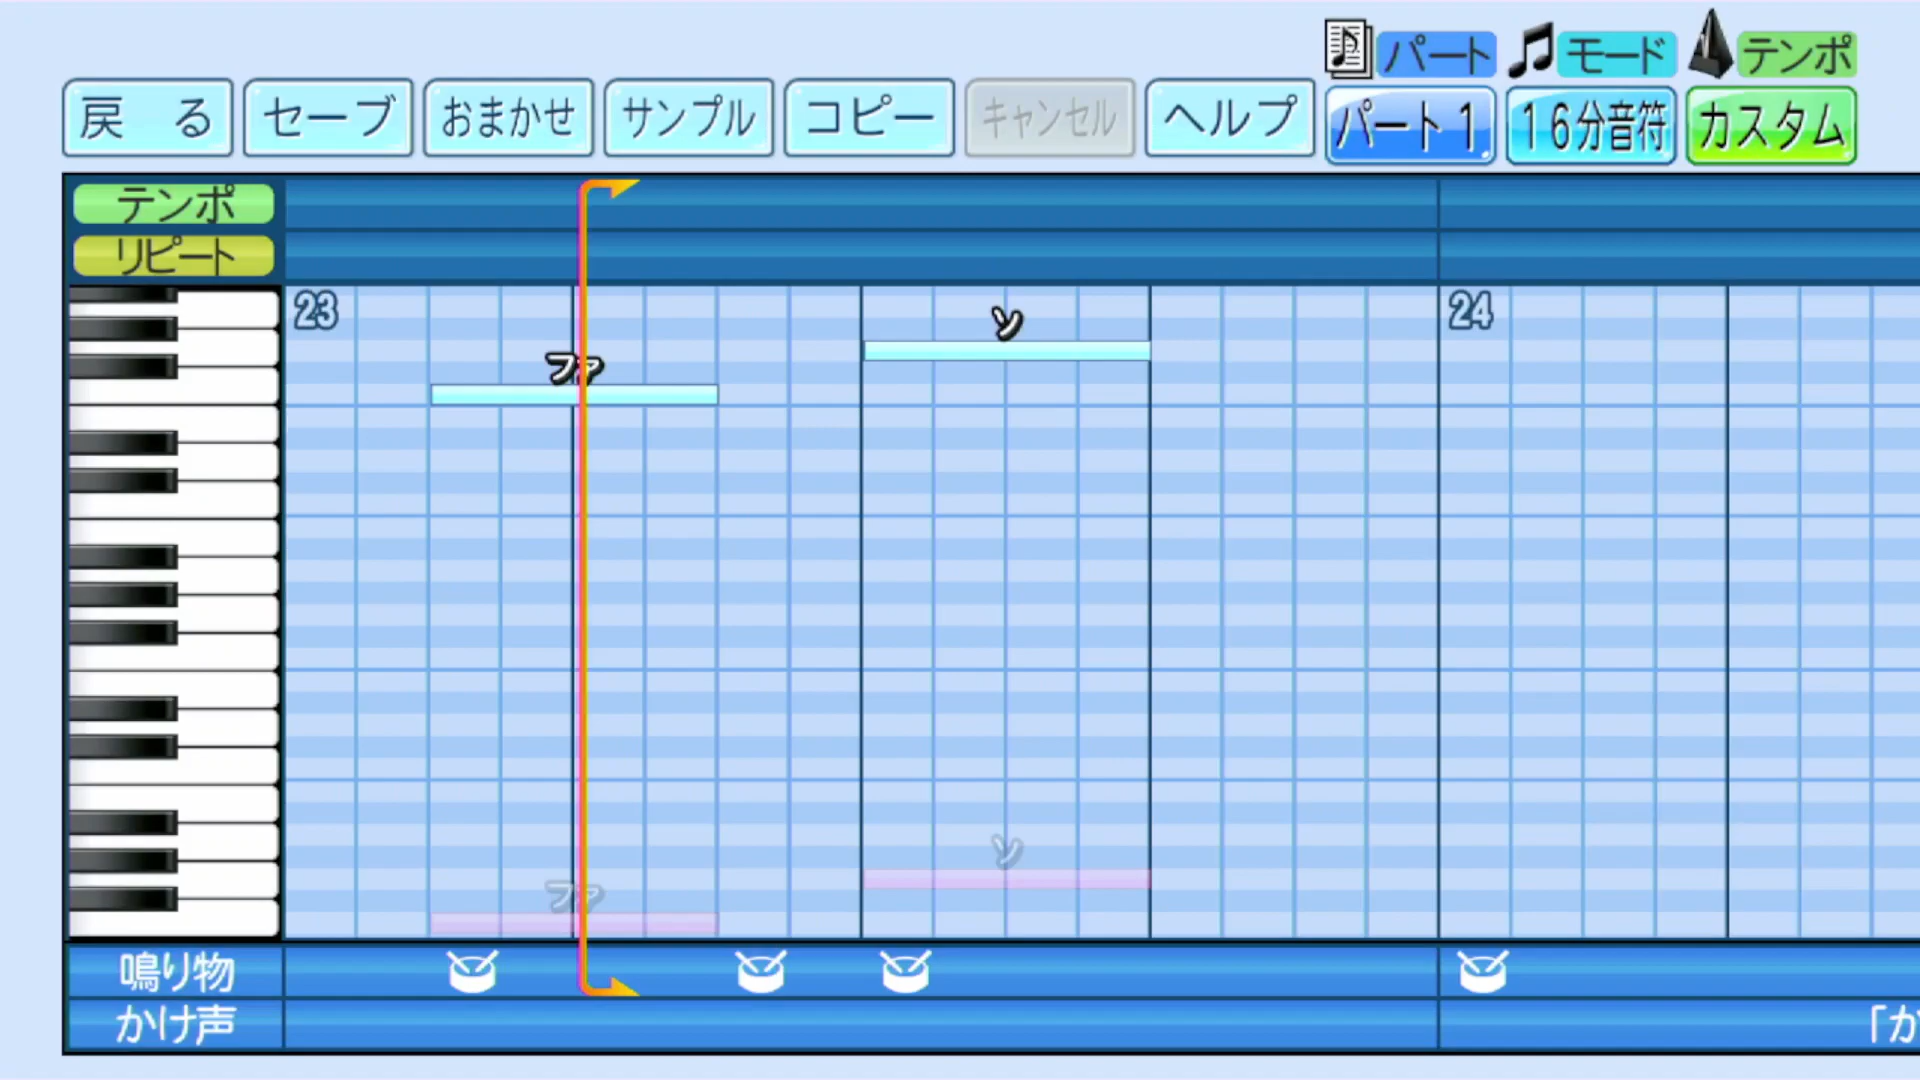 パート モード テンポ
戻る セーブ おまかせ サンプル コピー キャンセル ヘルプ パート1 16分音符 カスタム
テンポ
リピート
23 24
ソ
ファ
ソ
ファ
鳴り物
かけ声 「か